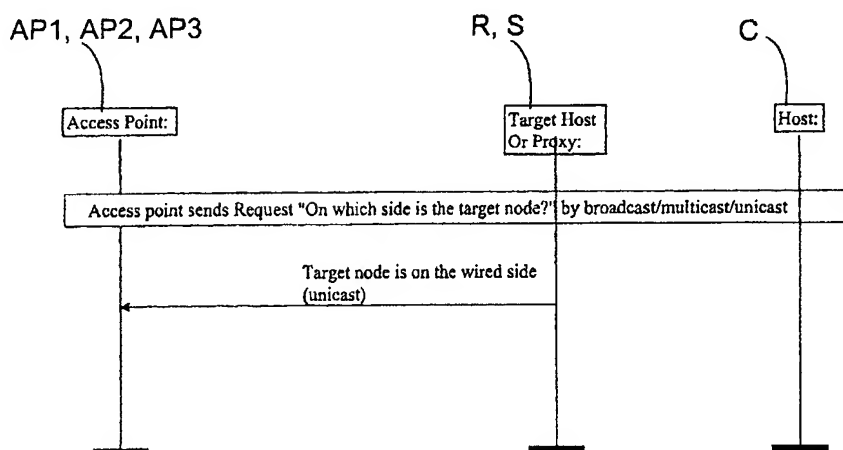 AP1, AP2, AP3
R, S
C
Access Point:
Target Host
Or Proxy:
Host:
Access point sends Request "On which side is the target node?" by broadcast/multicast/unicast
Target node is on the wired side
(unicast)